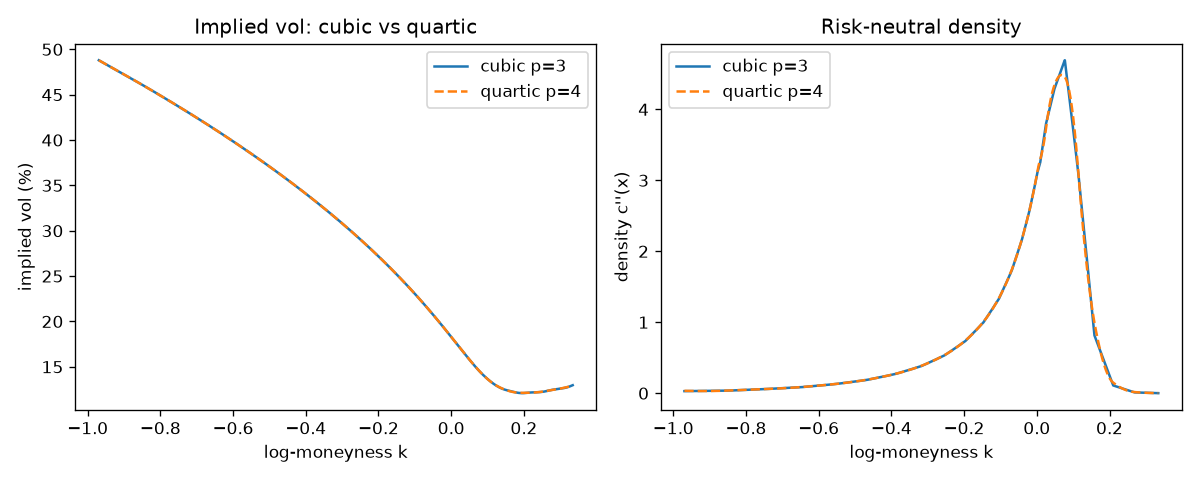 Implied vol: cubic vs quartic
implied vol (%)
50
45
40
35
30
25
20
15
cubic p=3
quartic p=4
−1.0 −0.8 −0.6 −0.4 −0.2 0.0 0.2
log-moneyness k
Risk-neutral density
density c''(x)
4
3
2
1
0
cubic p=3
quartic p=4
−1.0 −0.8 −0.6 −0.4 −0.2 0.0 0.2
log-moneyness k